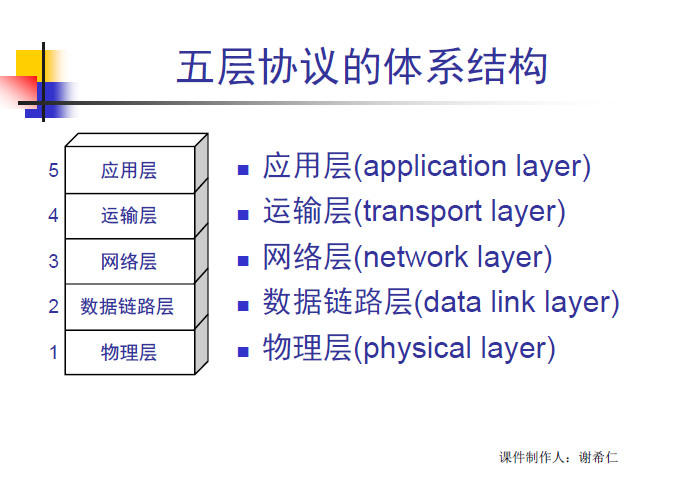 五层协议的体系结构
5 应用层
4 运输层
3 网络层
2 数据链路层
1 物理层
■ 应用层(application layer)
■ 运输层(transport layer)
■ 网络层(network layer)
■ 数据链路层(data link layer)
■ 物理层(physical layer)
课件制作人：谢希仁